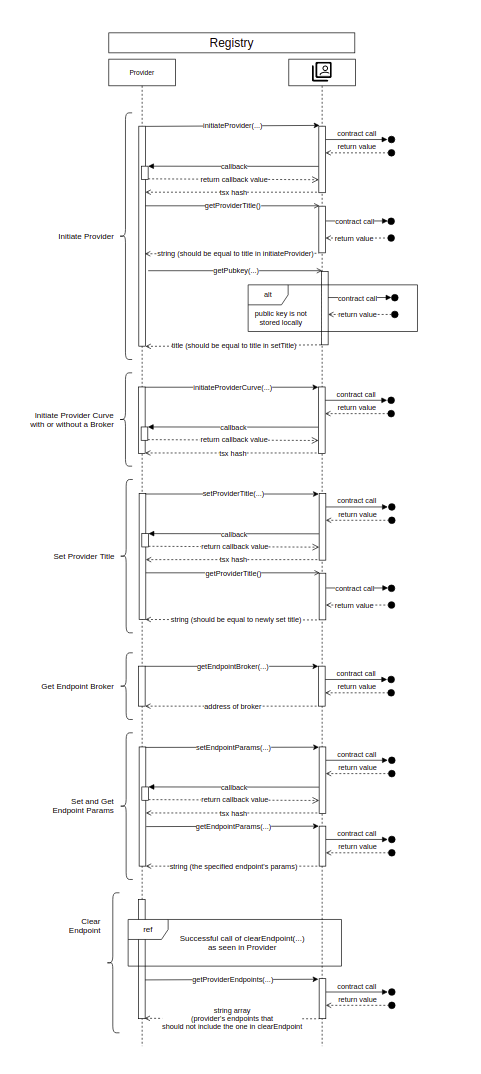 Registry
Provider
initiateProvider(...)
contract call
return value
callback
return callback value
tsx hash
getProviderTitle()
contract call
Initiate Provider
return value
string (should be equal to title in initiateProvider)
getPubkey(...)
alt
contract call
public key is not
stored locally
return value
title (should be equal to title in setTitle)
initiateProviderCurve(...)
contract call
return value
Initiate Provider Curve
with or without a Broker
callback
return callback value
tsx hash
setProviderTitle(...)
contract call
return value
callback
return callback value
Set Provider Title
tsx hash
getProviderTitle()
contract call
return value
string (should be equal to newly set title)
getEndpointBroker(...)
contract call
return value
Get Endpoint Broker
address of broker
setEndpointParams(...)
contract call
return value
callback
return callback value
Set and Get
Endpoint Params
tsx hash
getEndpointParams(...)
contract call
return value
string (the specified endpoint's params)
Clear
Endpoint
ref
Successful call of clearEndpoint(...)
as seen in Provider
getProviderEndpoints(...)
contract call
return value
string array
(provider's endpoints that
should not include the one in clearEndpoint